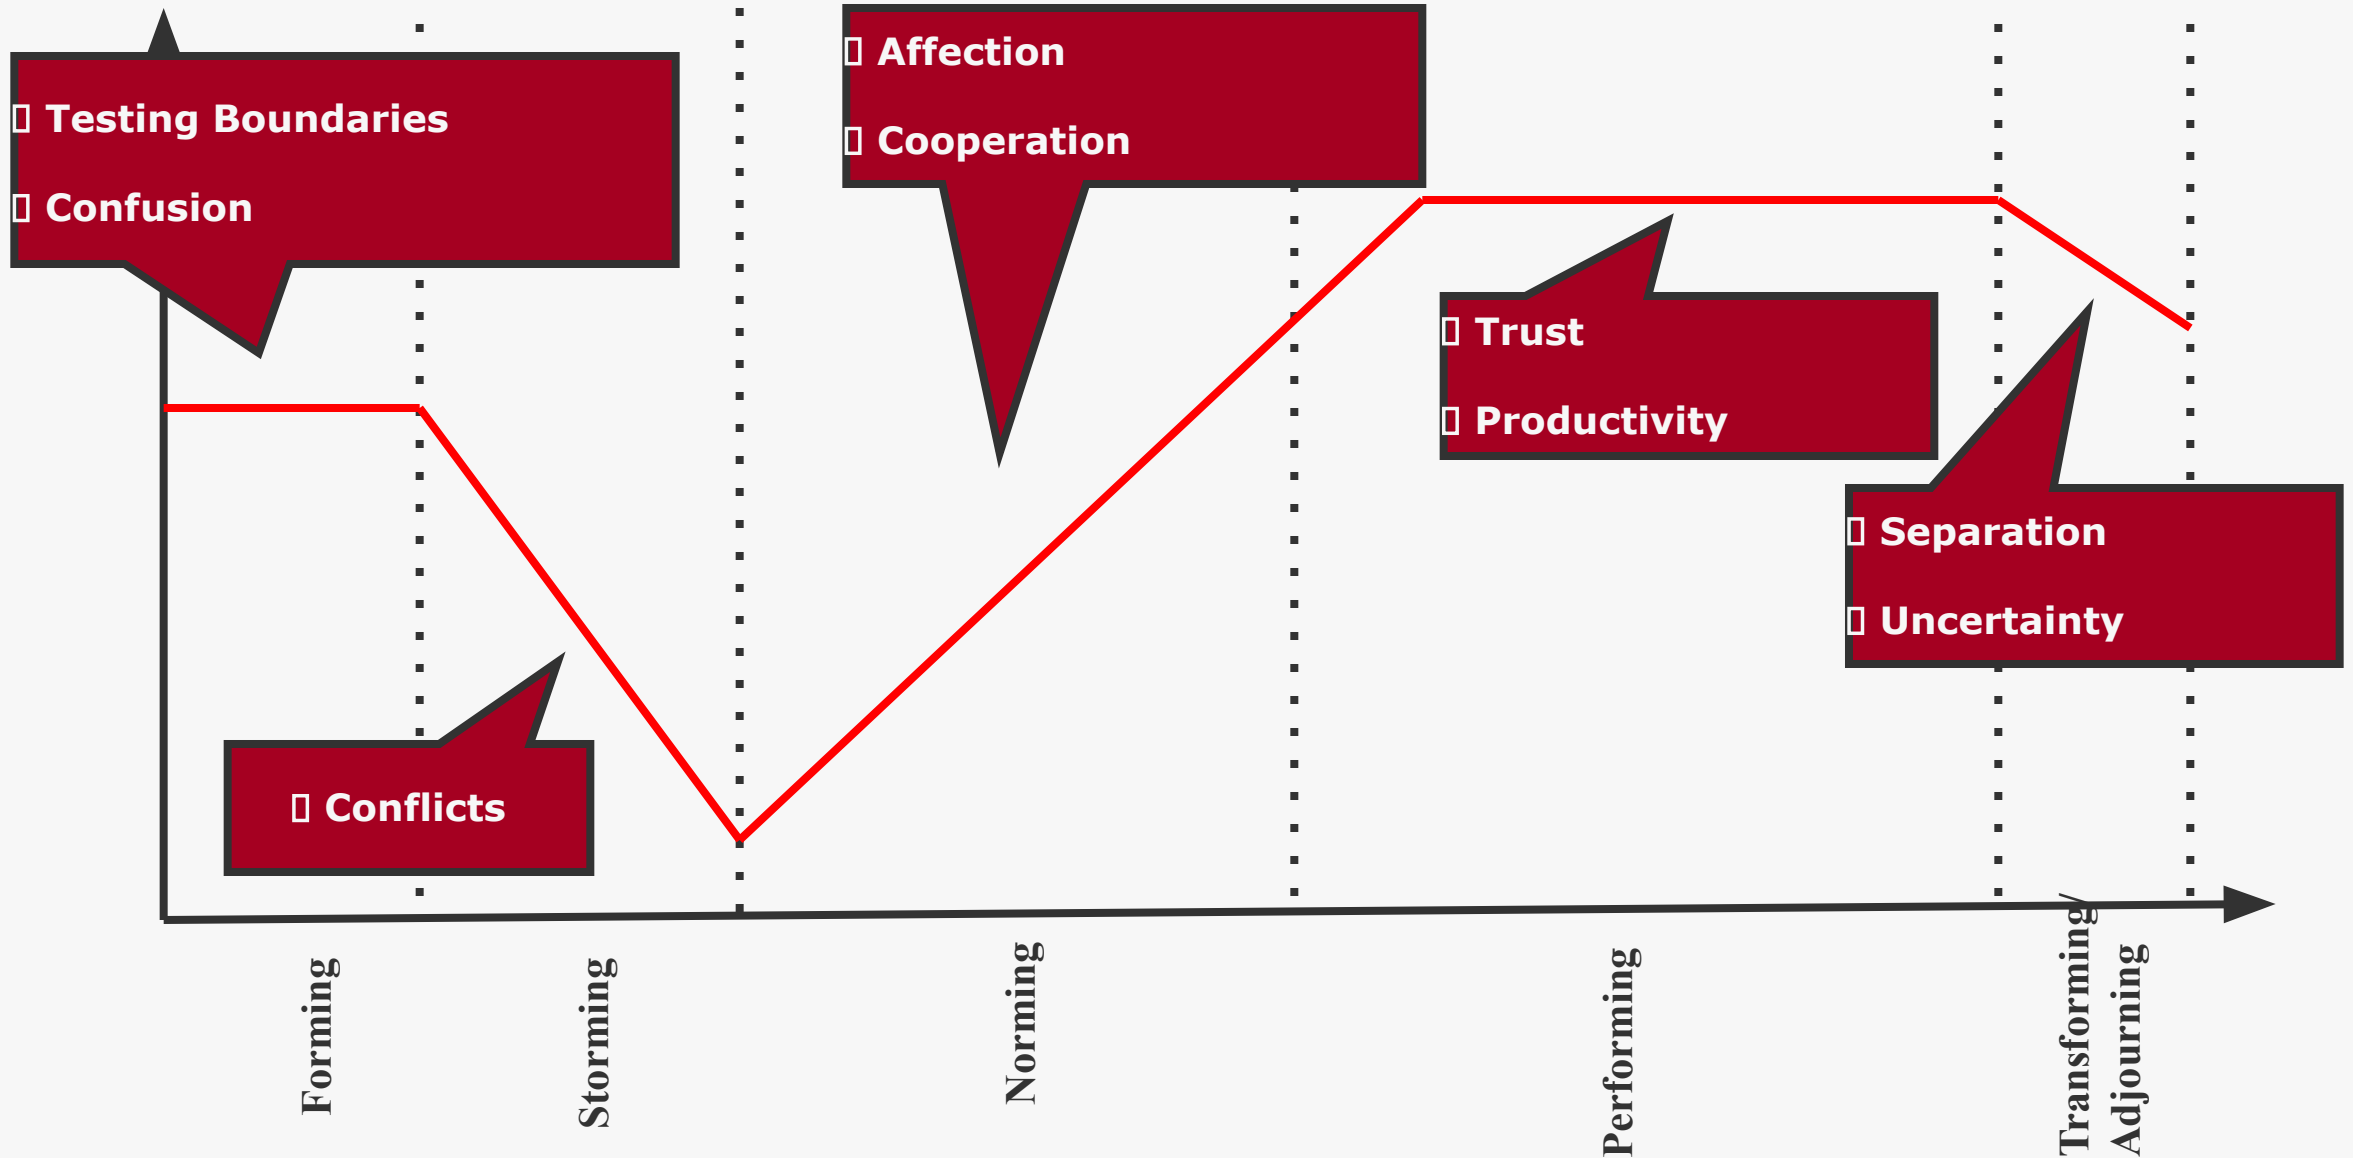 Testing Boundaries
Confusion
Affection
Cooperation
Trust
Productivity
Separation
Uncertainty
Conflicts
Forming
Storming
Norming
Performing
Transforming/
Adjourning